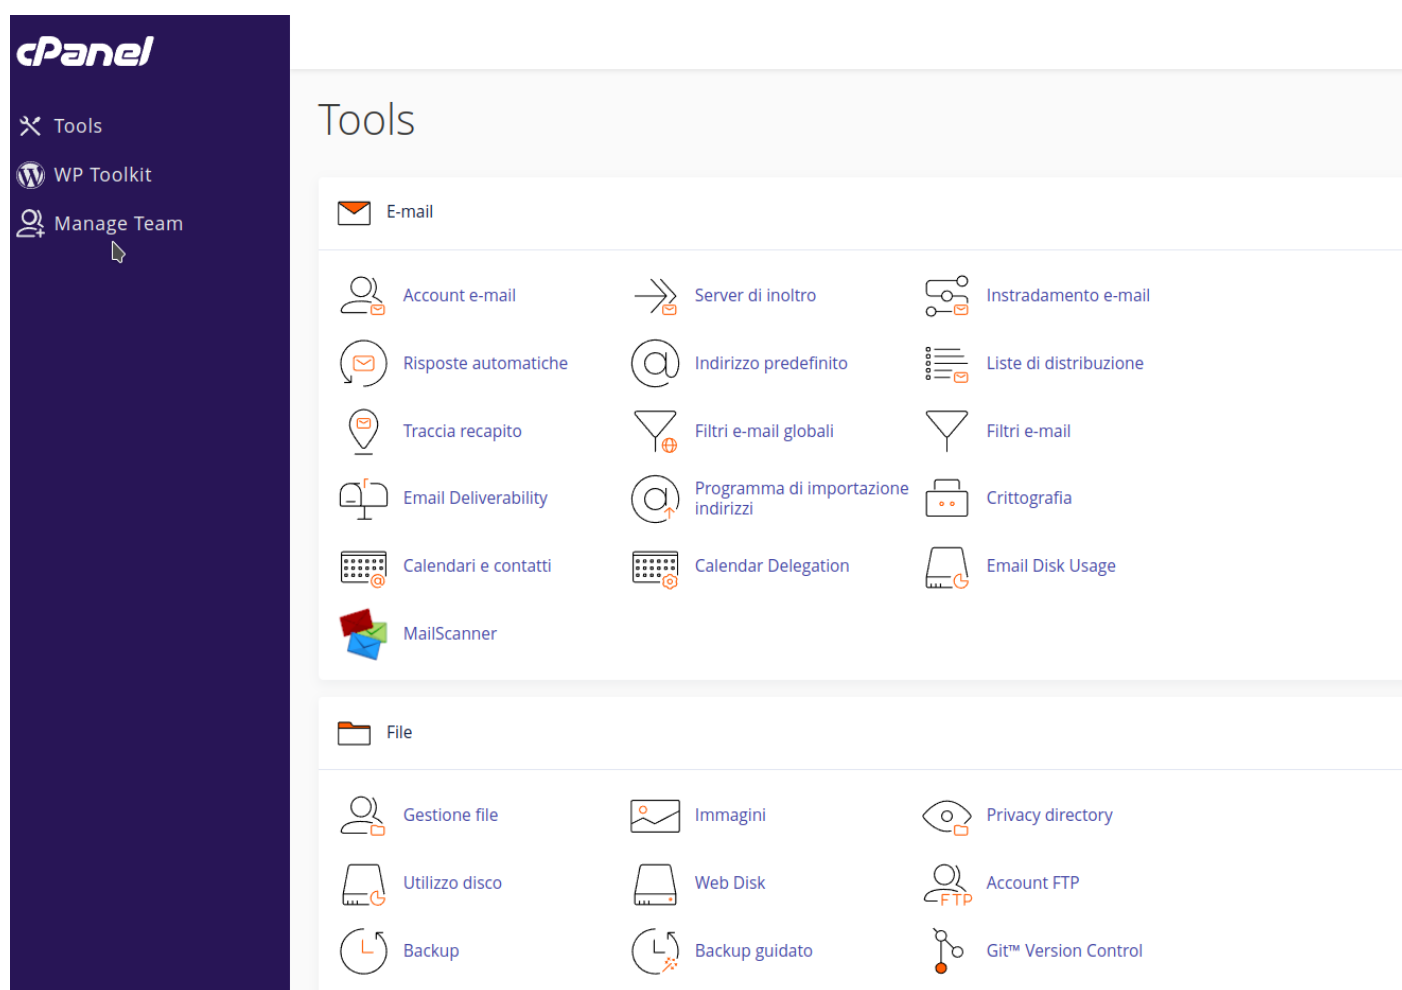 cPanel
Tools
WP Toolkit
Manage Team
Tools
E-mail
Account e-mail
Server di inoltro
Instradamento e-mail
Risposte automatiche
Indirizzo predefinito
Liste di distribuzione
Traccia recapito
Filtri e-mail globali
Filtri e-mail
Email Deliverability
Programma di importazione
indirizzi
Crittografia
Calendari e contatti
Calendar Delegation
Email Disk Usage
MailScanner
File
Gestione file
Immagini
Privacy directory
Utilizzo disco
Web Disk
FTP
Account FTP
Backup
Backup guidato
Git™ Version Control